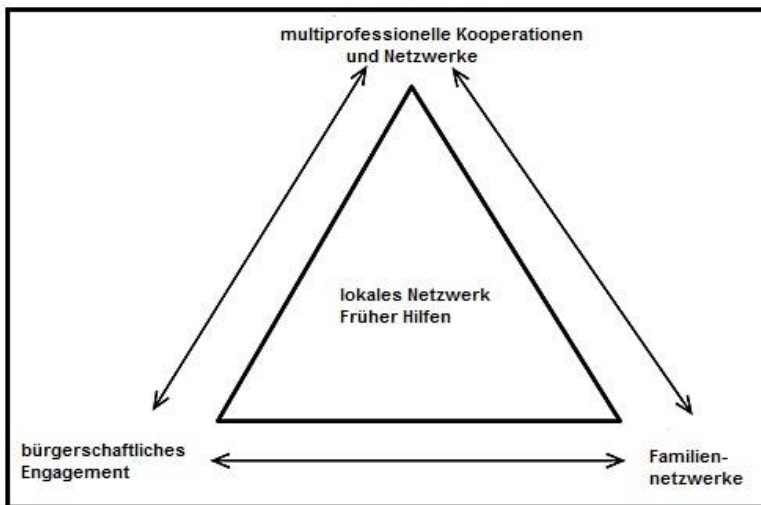 multiprofessionelle Kooperationen
und Netzwerke
lokales Netzwerk
Früher Hilfen
bürgerschaftliches
Engagement
Familien-
netzwerke